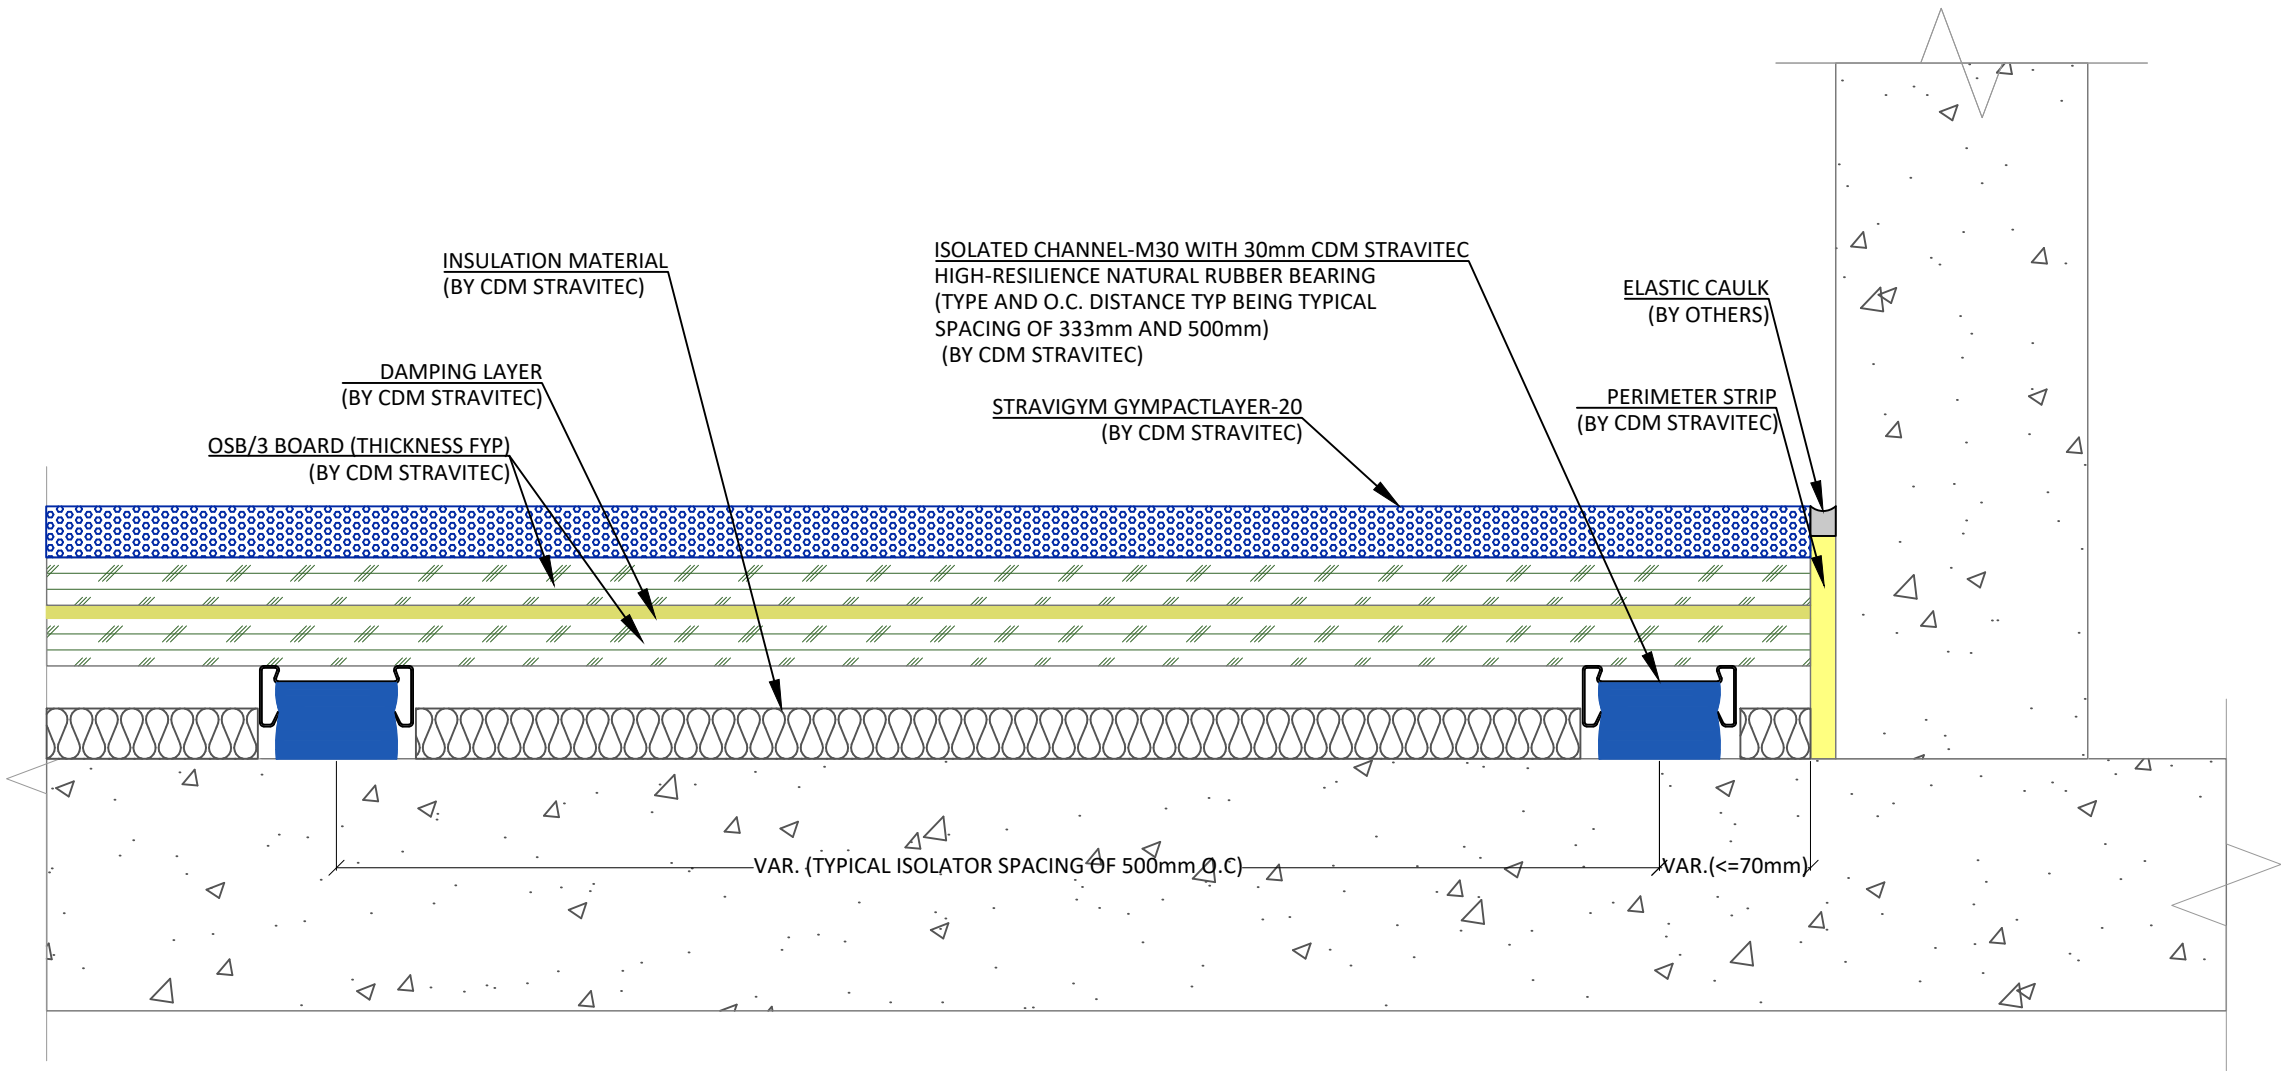 INSULATION MATERIAL
(BY CDM STRAVITEC)
ISOLATED CHANNEL-M30 WITH 30mm CDM STRAVITEC
HIGH-RESILIENCE NATURAL RUBBER BEARING
(TYPE AND O.C. DISTANCE TYP BEING TYPICAL
SPACING OF 333mm AND 500mm)
(BY CDM STRAVITEC)
ELASTIC CAULK
(BY OTHERS)
DAMPING LAYER
(BY CDM STRAVITEC)
STRAVIGYM GYMPACTLAYER-20
(BY CDM STRAVITEC)
PERIMETER STRIP
(BY CDM STRAVITEC)
OSB/3 BOARD (THICKNESS FYP)
(BY CDM STRAVITEC)
VAR. (TYPICAL ISOLATOR SPACING OF 500mm O.C)
VAR.(<=70mm)